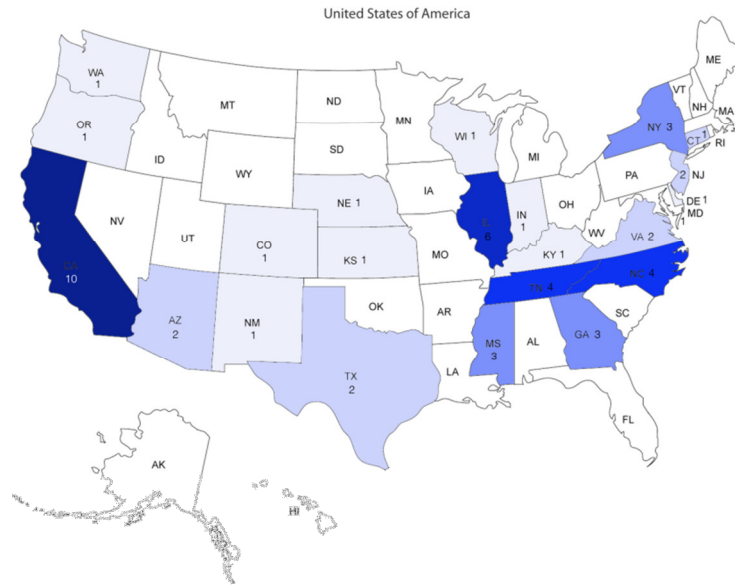 United States of America
WA
1
OR
1
CA
10
ID
MT
NV
UT
AZ
2
WY
CO
1
NM
1
ND
SD
NE 1
KS 1
OK
TX
2
MN
IA
MO
AR
LA
WI 1
IL
6
MI
IN
1
OH
KY 1
TN 4
MS
3
AL
GA 3
FL
SC
NC 4
VA 2
WV
PA
NY 3
VT
NH
ME
MA
RI
CT 1
2
NJ
DE 1
MD
1
AK
HI